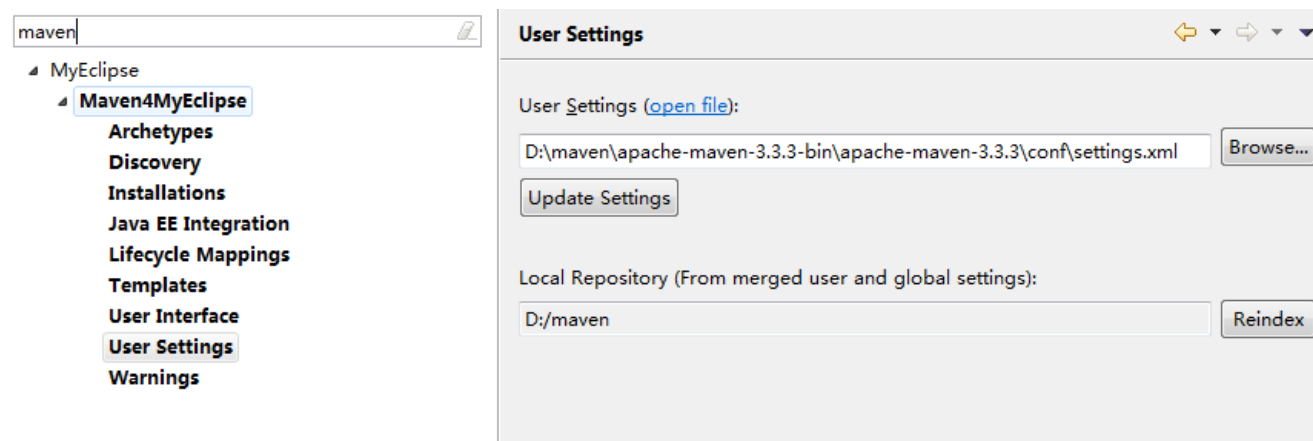 maven
MyEclipse
Maven4MyEclipse
Archetypes
Discovery
Installations
Java EE Integration
Lifecycle Mappings
Templates
User Interface
User Settings
Warnings
User Settings
User Settings (open file):
D:\maven\apache-maven-3.3.3-bin\apache-maven-3.3.3\conf\settings.xml
Browse...
Update Settings
Local Repository (From merged user and global settings):
D:/maven
Reindex